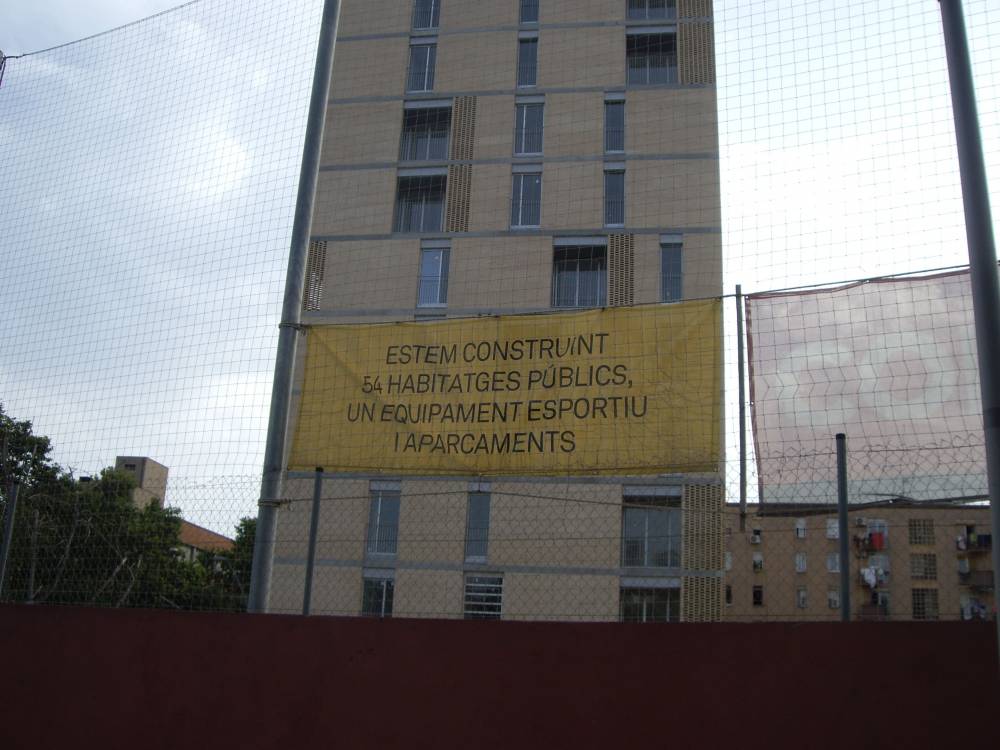 ESTEM CONSTRUINT
54 HABITATGES PÚBLICS,
UN EQUIPAMENT ESPORTIU
I APARCAMENTS